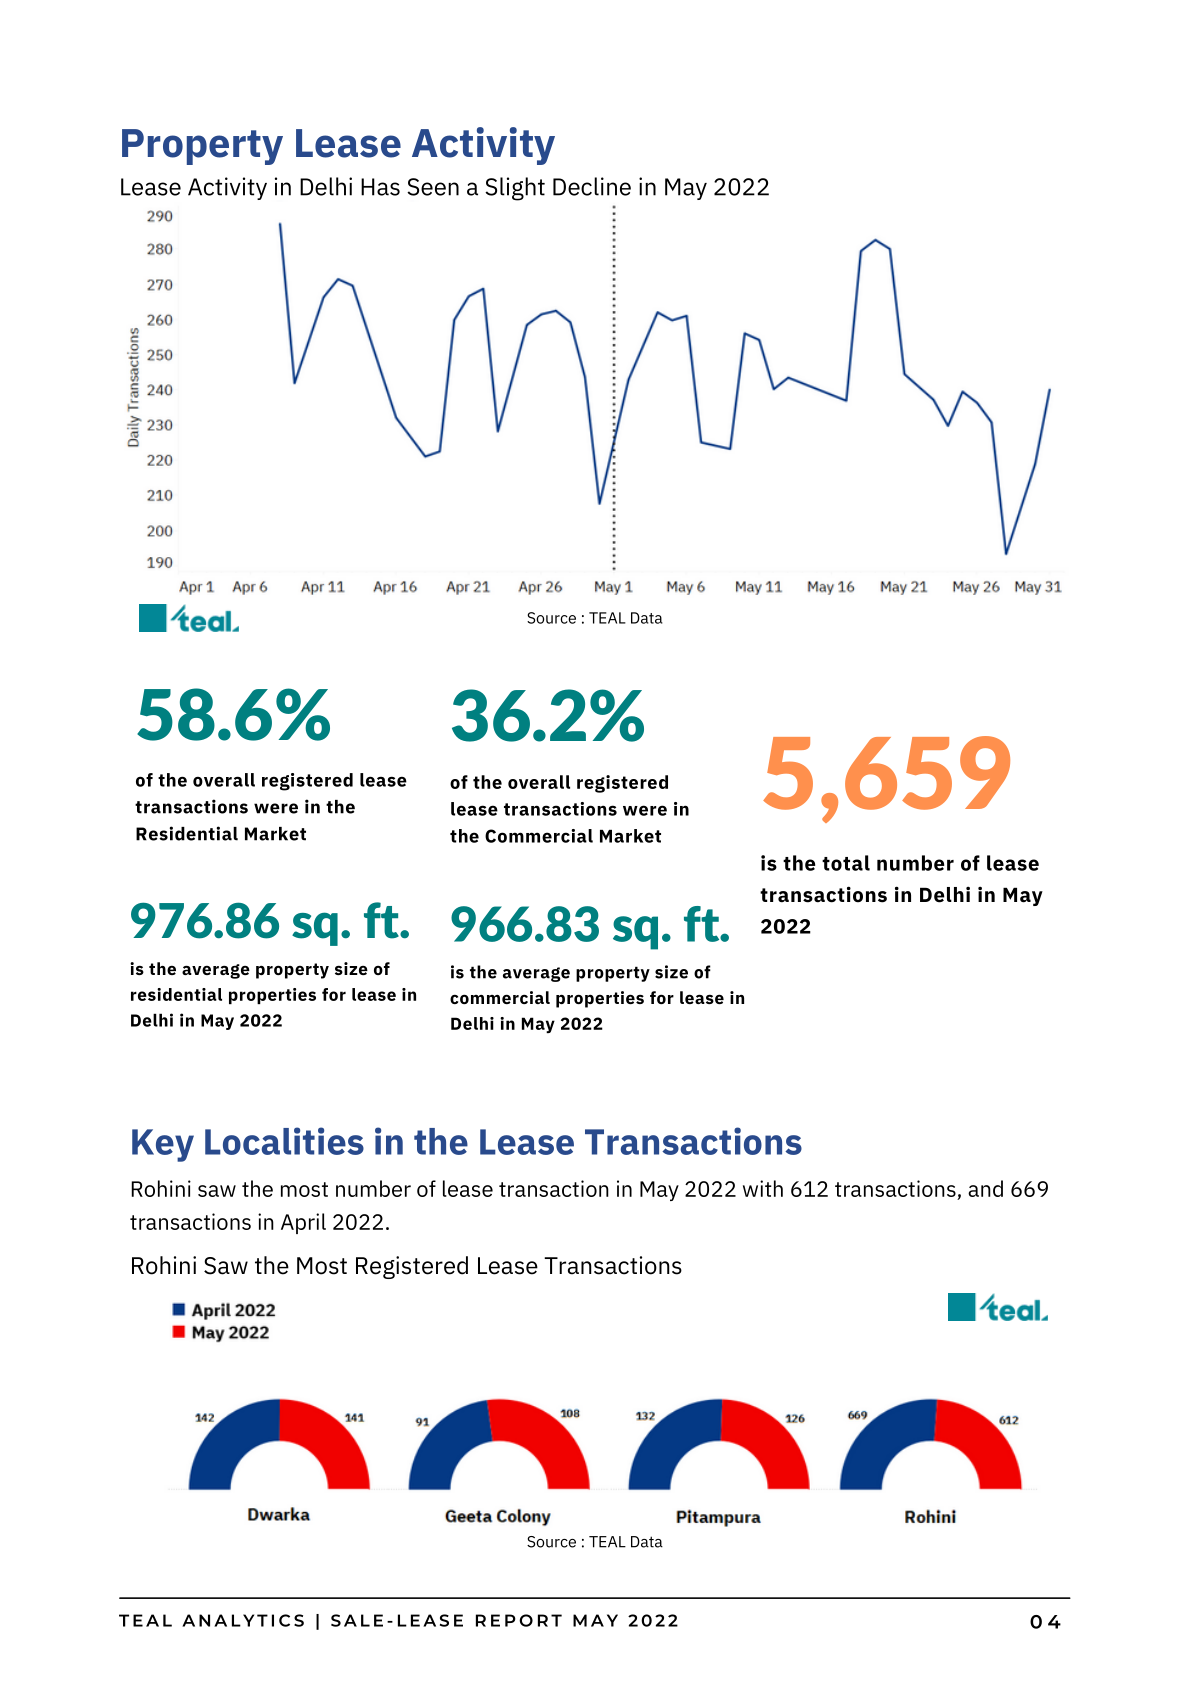 Property Lease Activity
Lease Activity in Delhi Has Seen a Slight Decline in May 2022
290
280
270
260
250
240
230
220
210
200
190
Daily Transactions
Apr 1 Apr 6 Apr 11 Apr 16 Apr 21 Apr 26 May 1 May 6 May 11 May 16 May 21 May 26 May 31
teal.
Source : TEAL Data
58.6%
of the overall registered lease
transactions were in the
Residential Market
36.2%
of the overall registered
lease transactions were in
the Commercial Market
5,659
is the total number of lease
transactions in Delhi in May
2022
976.86 sq. ft.
is the average property size of
residential properties for lease in
Delhi in May 2022
966.83 sq. ft.
is the average property size of
commercial properties for lease in
Delhi in May 2022
Key Localities in the Lease Transactions
Rohini saw the most number of lease transaction in May 2022 with 612 transactions, and 669
transactions in April 2022.
Rohini Saw the Most Registered Lease Transactions
April 2022
May 2022
teal.
142 141 91 108 132 126 669 612
Dwarka Geeta Colony Pitampura Rohini
Source : TEAL Data
TEAL ANALYTICS | SALE-LEASE REPORT MAY 2022 04